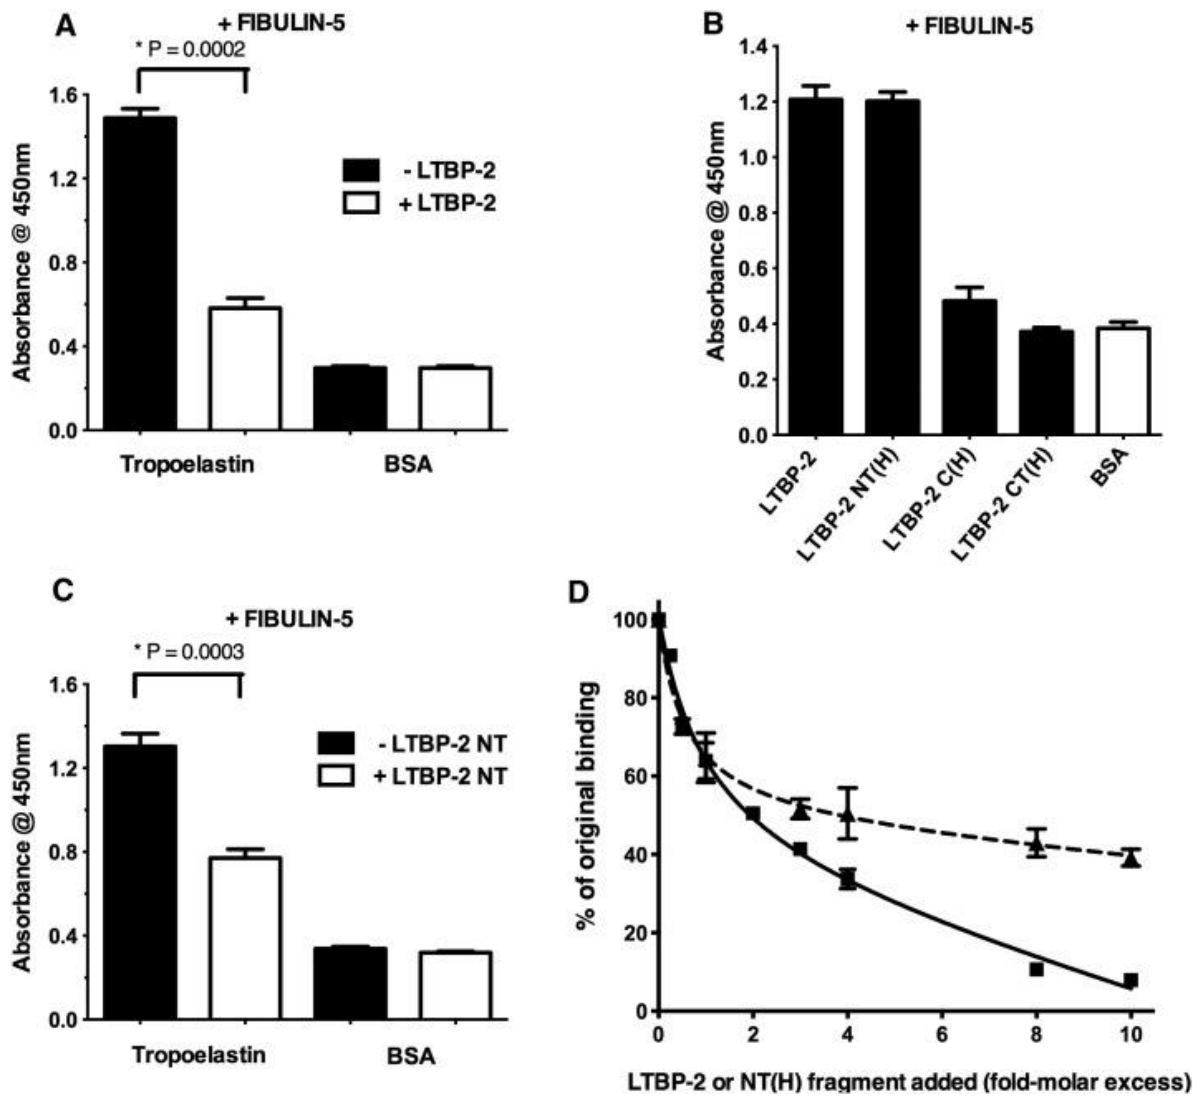 A
+ FIBULIN-5
* P = 0.0002
1.6
1.2
0.8
0.4
0.0
Absorbance @ 450nm
- LTBP-2
+ LTBP-2
Tropoelastin
BSA
B
+ FIBULIN-5
1.4
1.2
1.0
0.8
0.6
0.4
0.2
0.0
Absorbance @ 450nm
LTBP-2
LTBP-2 NT(H)
LTBP-2 C(H)
LTBP-2 CT(H)
BSA
C
+ FIBULIN-5
* P = 0.0003
1.6
1.2
0.8
0.4
0.0
Absorbance @ 450nm
- LTBP-2 NT
+ LTBP-2 NT
Tropoelastin
BSA
D
100
80
60
40
20
0
% of original binding
0 2 4 6 8 10
LTBP-2 or NT(H) fragment added (fold-molar excess)